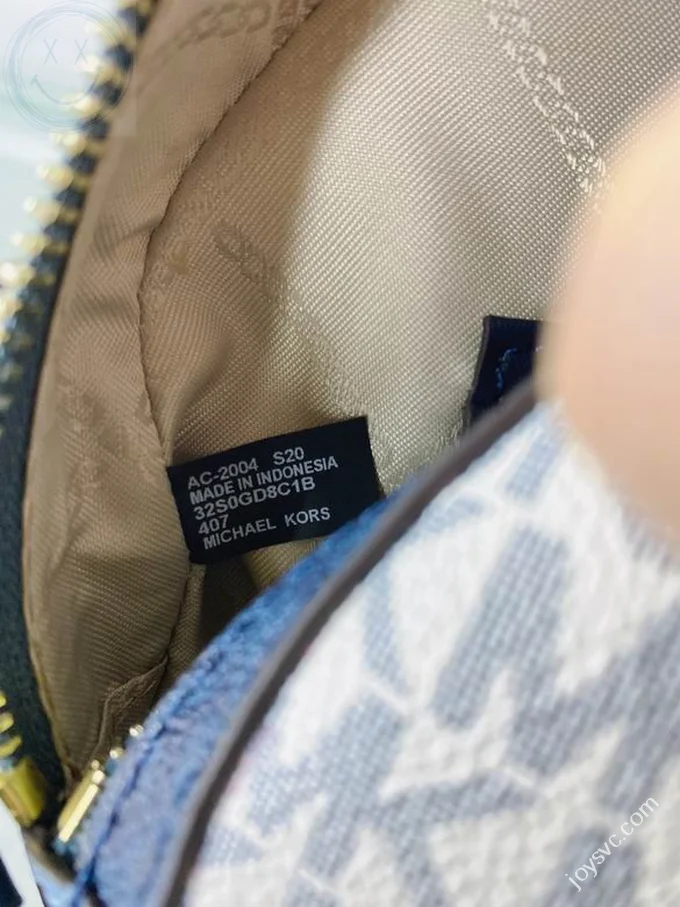 AC-2004 S20
MADE IN INDONESIA
32S0GD8C1B
407
MICHAEL KORS
joysvc.com